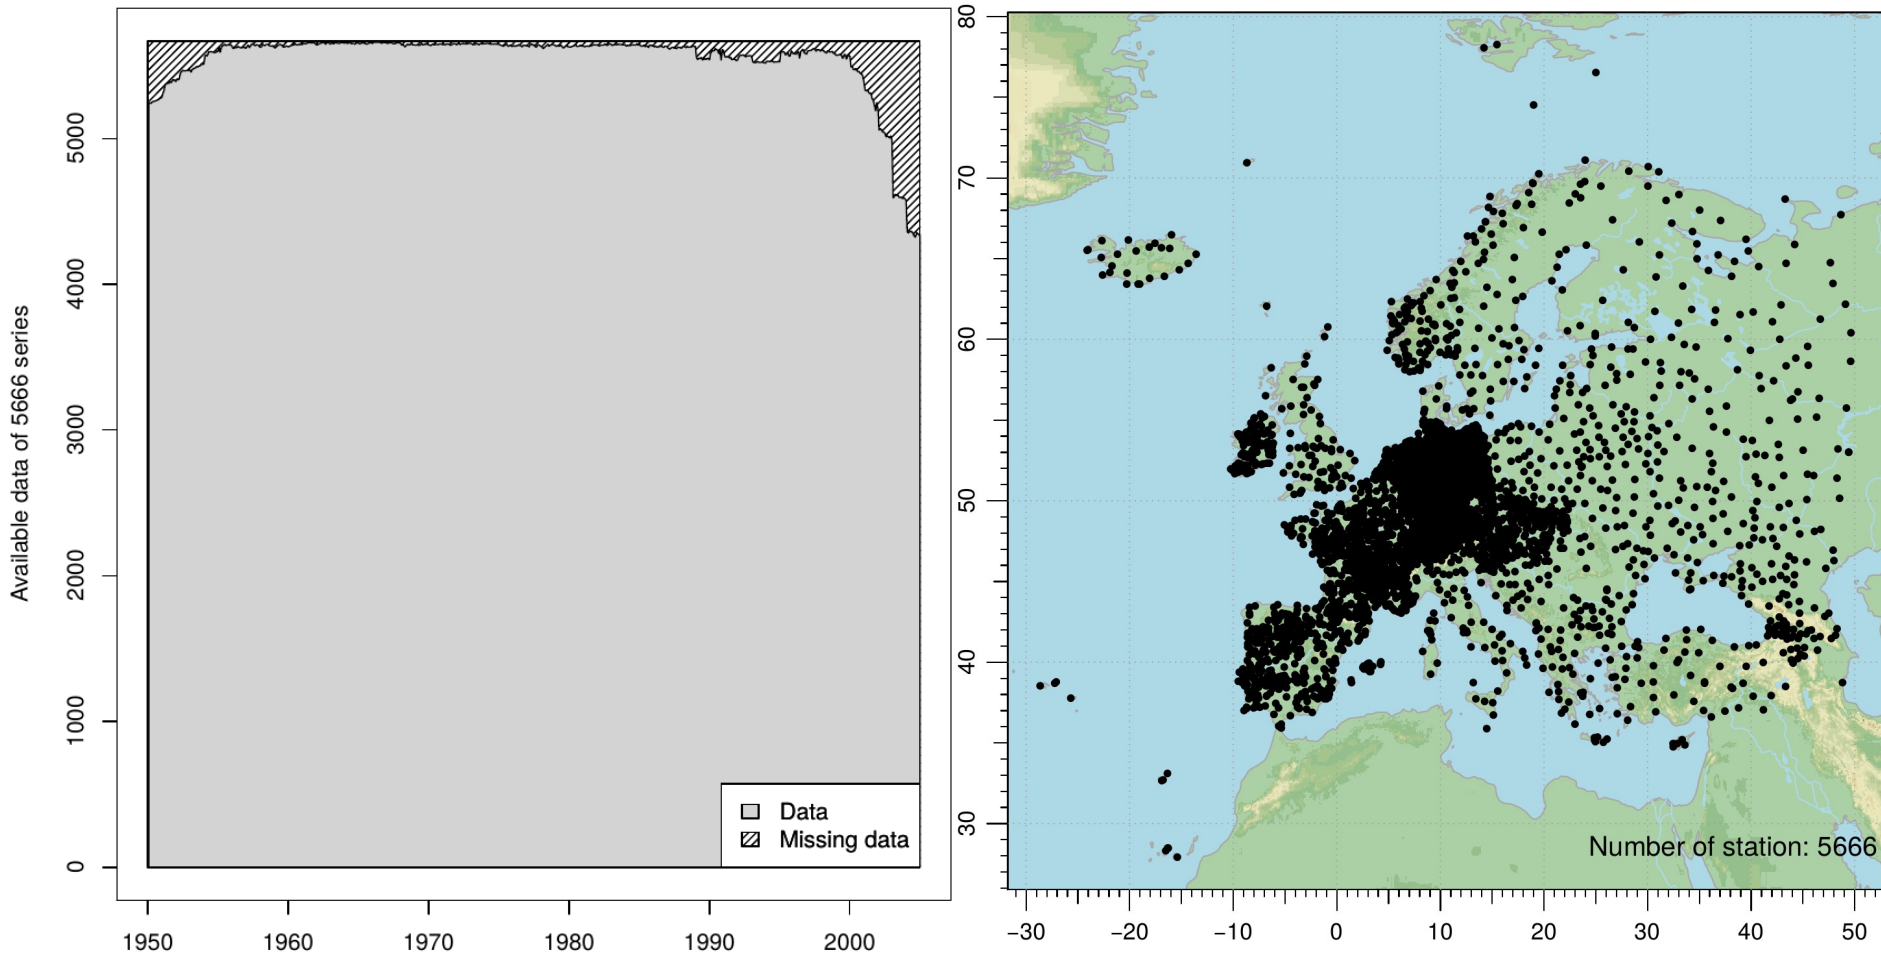 Available data of 5666 series
5000
4000
3000
2000
1000
0
1950 1960 1970 1980 1990 2000
Data
Missing data
80
70
60
50
40
30
−30 −20 −10 0 10 20 30 40 50
Number of station: 5666